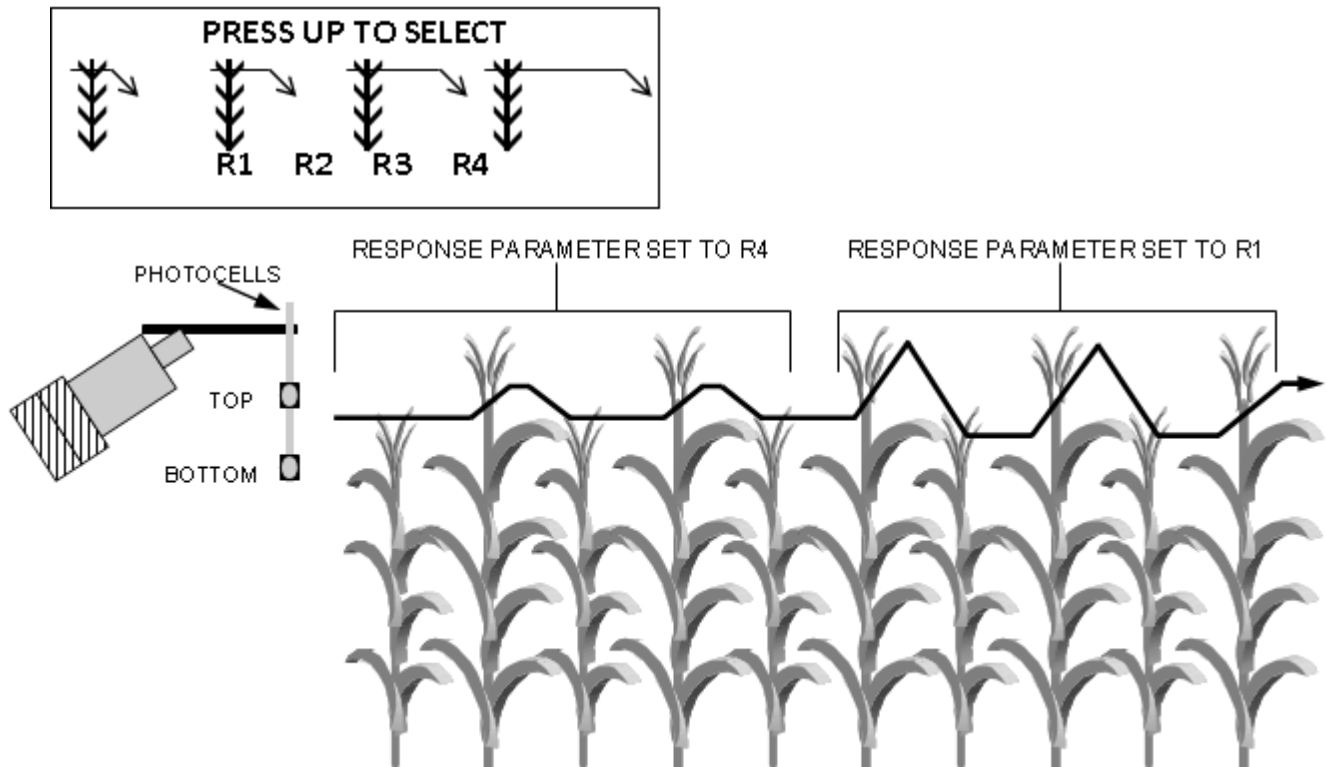 PRESS UP TO SELECT
R1 R2 R3 R4
RESPONSE PARAMETER SET TO R4
RESPONSE PARAMETER SET TO R1
PHOTOCELLS
TOP
BOTTOM